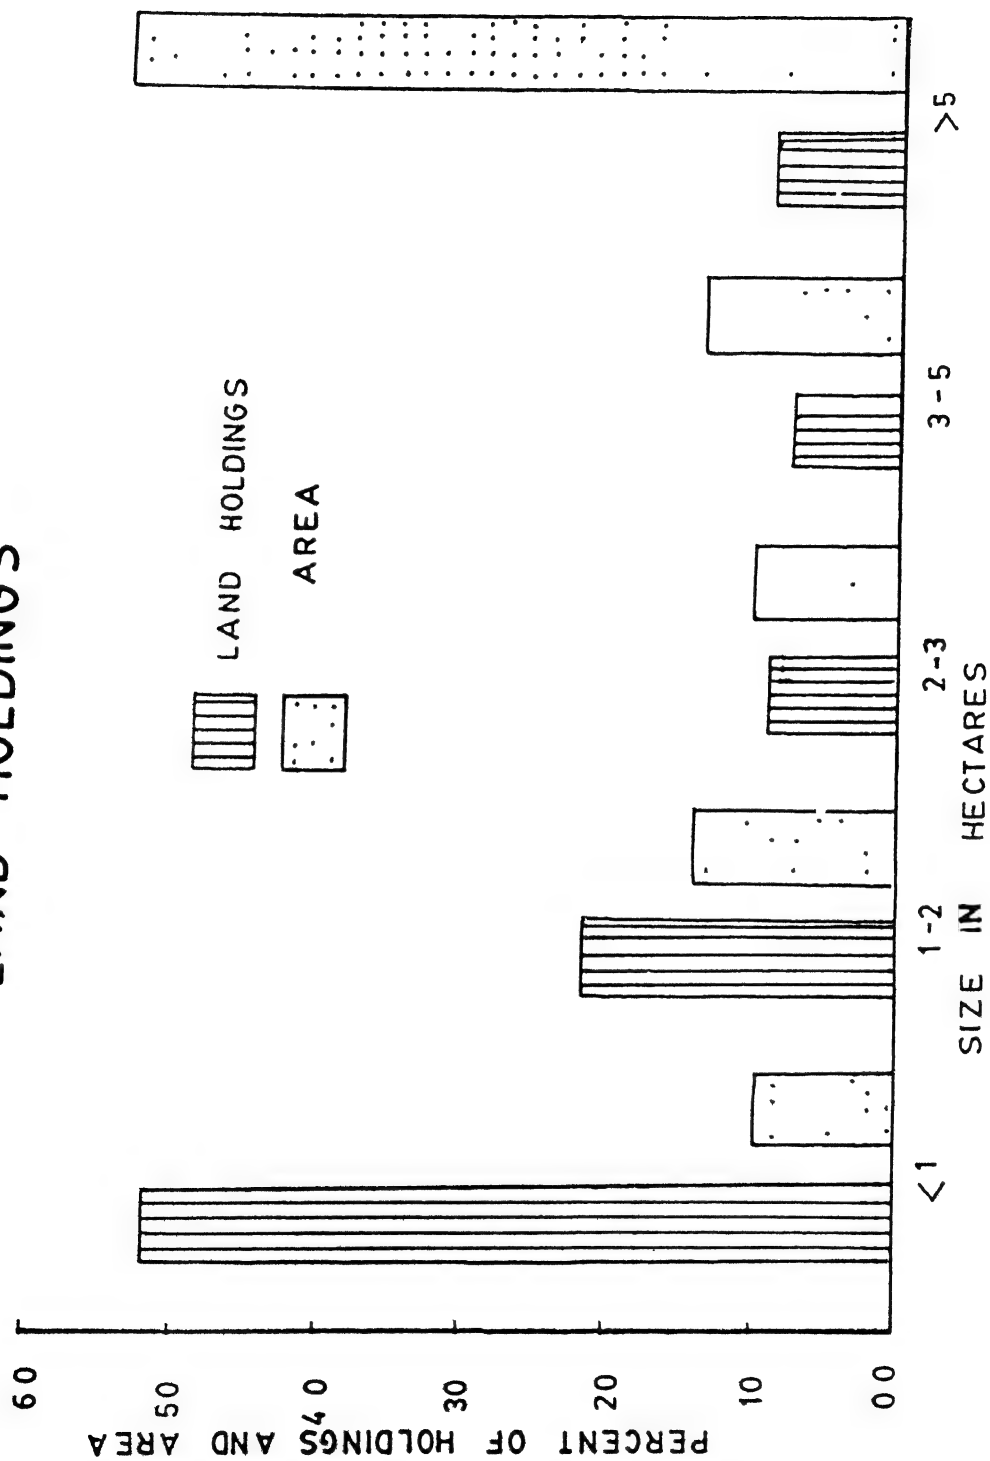 LAND HOLDINGS
LAND HOLDINGS
AREA
PERCENT OF HOLDINGS AND AREA
60
50
40
30
20
10
00
<1
1-2
2-3
3-5
>5
SIZE IN HECTARES